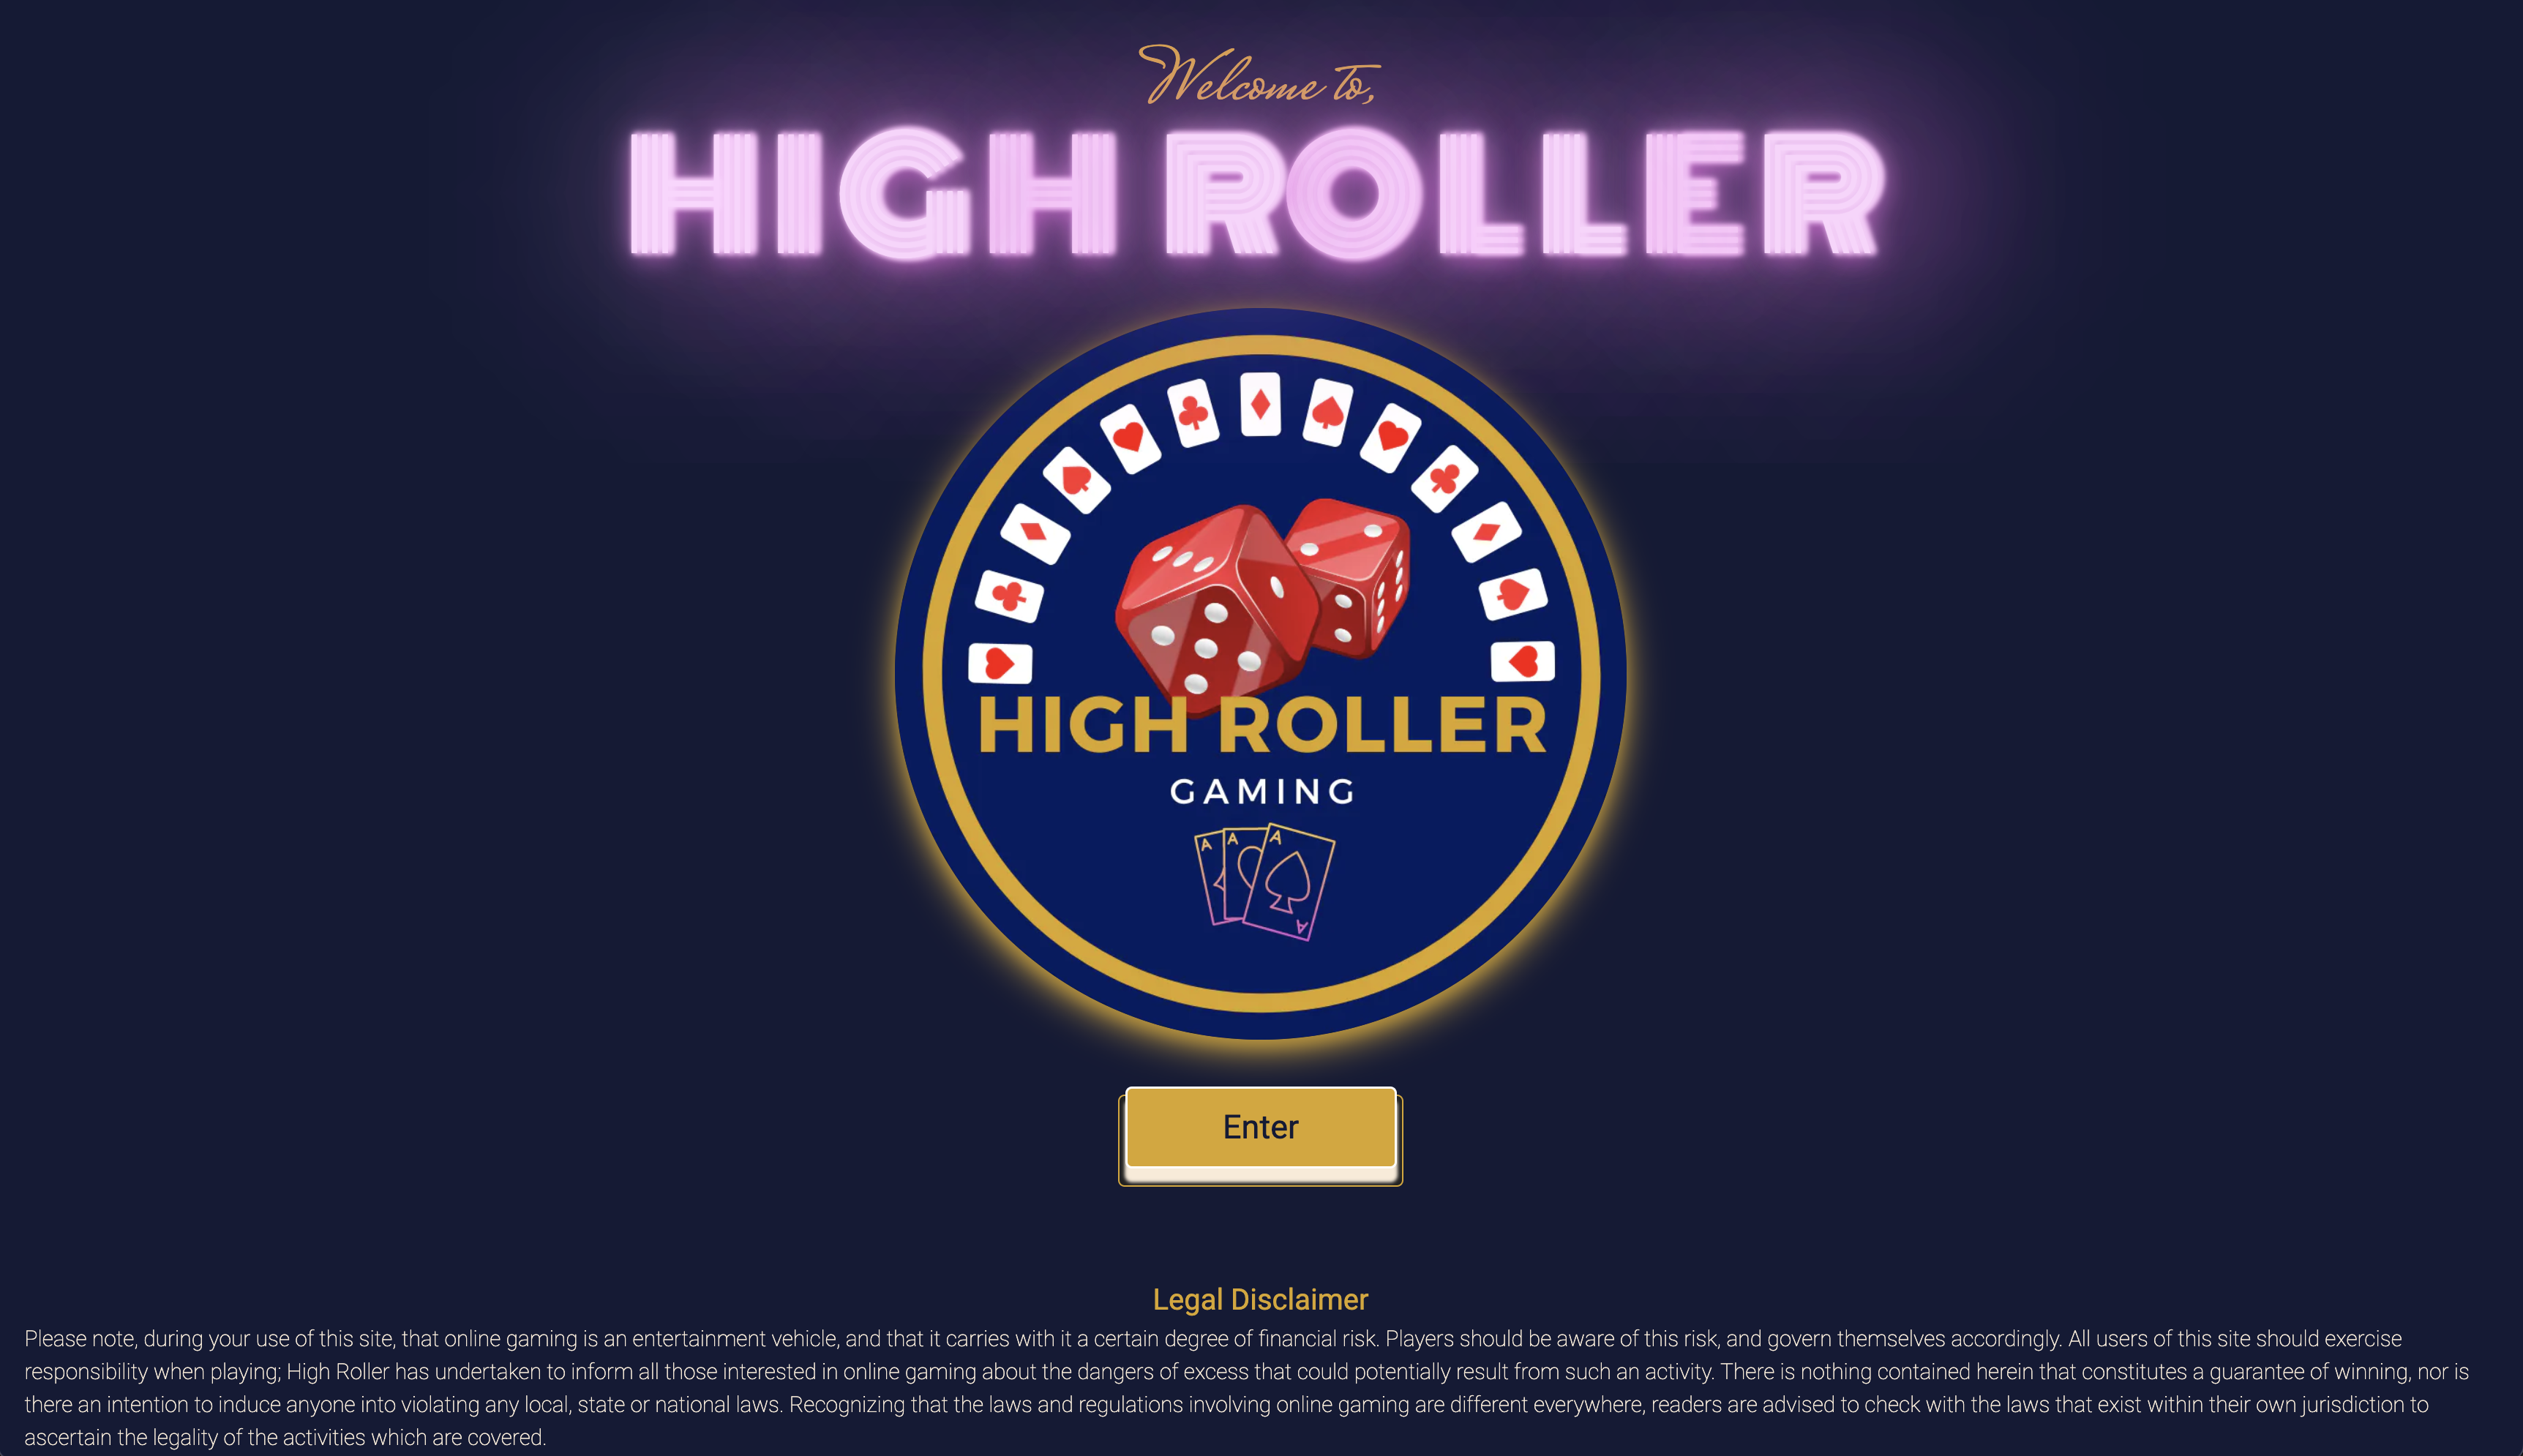 Welcome to,
HIGH ROLLER
HIGH ROLLER
GAMING
A A A
A
Enter
Legal Disclaimer
Please note, during your use of this site, that online gaming is an entertainment vehicle, and that it carries with it a certain degree of financial risk. Players should be aware of this risk, and govern themselves accordingly. All users of this site should exercise
responsibility when playing; High Roller has undertaken to inform all those interested in online gaming about the dangers of excess that could potentially result from such an activity. There is nothing contained herein that constitutes a guarantee of winning, nor is
there an intention to induce anyone into violating any local, state or national laws. Recognizing that the laws and regulations involving online gaming are different everywhere, readers are advised to check with the laws that exist within their own jurisdiction to
ascertain the legality of the activities which are covered.